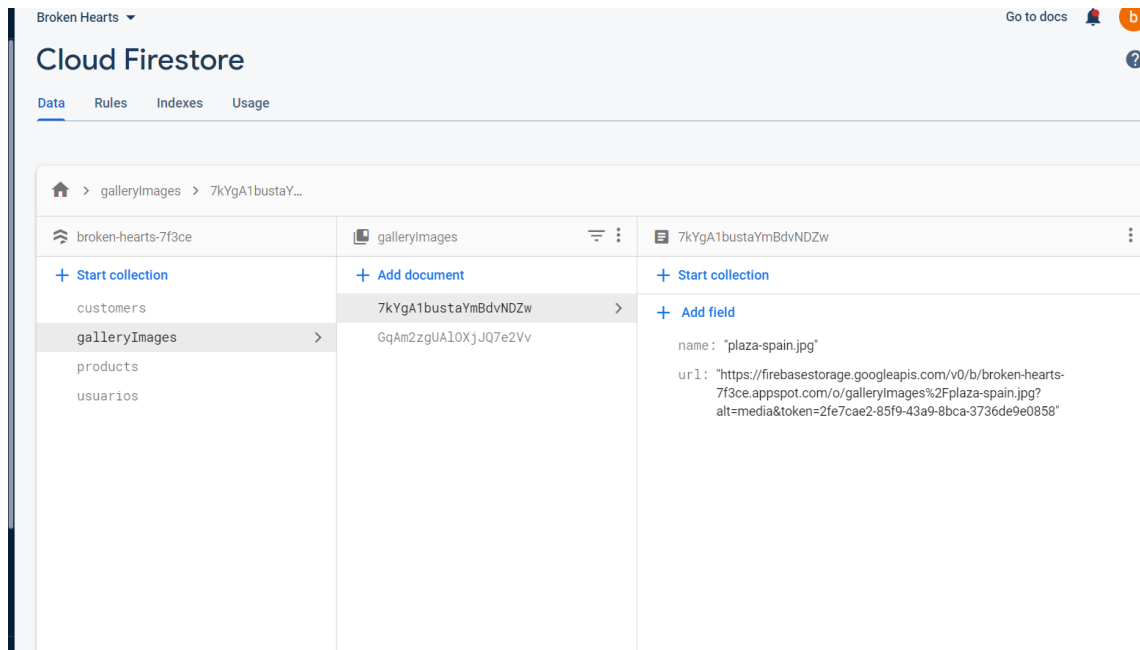 Broken Hearts
Go to docs
b
Cloud Firestore
?
Data Rules Indexes Usage
galleryImages > 7kYgA1bustaY...
broken-hearts-7f3ce
galleryImages
7kYgA1bustaYmBdvNDZw
+ Start collection
+ Add document
+ Start collection
customers
galleryImages
products
usuarios
7kYgA1bustaYmBdvNDZw
GqAm2zgUAlOXjJQ7e2Vv
+ Add field
name: "plaza-spain.jpg"
url: "https://firebasestorage.googleapis.com/v0/b/broken-hearts-
7f3ce.appspot.com/o/galleryImages%2Fplaza-spain.jpg?
alt=media&token=2fe7cae2-85f9-43a9-8bca-3736de9e0858"